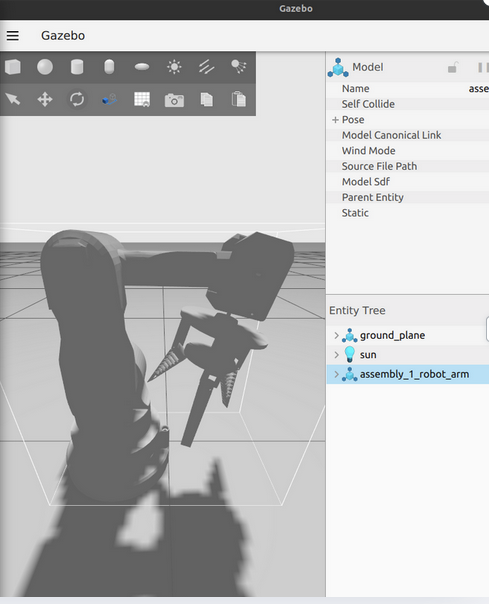 Gazebo
Gazebo
Model
Name asse
Self Collide
Pose
Model Canonical Link
Wind Mode
Source File Path
Model Sdf
Parent Entity
Static
Entity Tree
ground_plane
sun
assembly_1_robot_arm